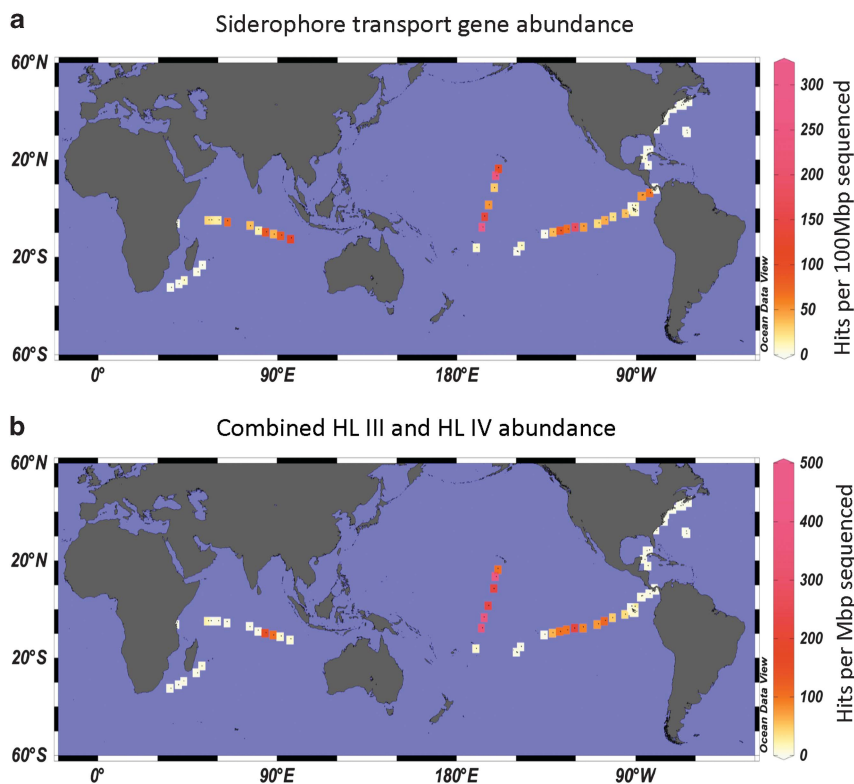 a
Siderophore transport gene abundance
60°N
20°N
20°S
60°S
0°
90°E
180°E
90°W
Ocean Data View
300
250
200
150
100
50
0
Hits per 100Mbp sequenced
b
Combined HL III and HL IV abundance
60°N
20°N
20°S
60°S
0°
90°E
180°E
90°W
Ocean Data View
500
400
300
200
100
0
Hits per Mbp sequenced